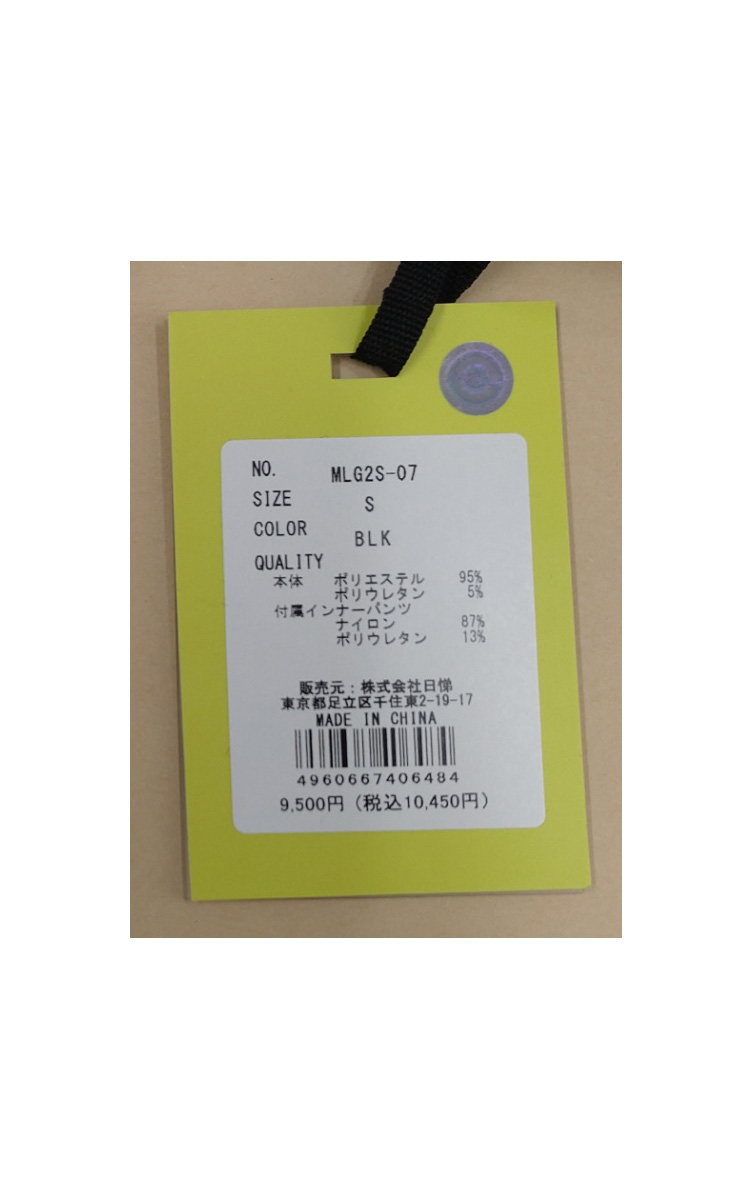 NO. MLG2S-07
SIZE S
COLOR BLK
QUALITY
本体 ポリエステル 95%
ポリウレタン 5%
付属インナーパンツ
ナイロン 87%
ポリウレタン 13%
販売元：株式会社日悌
東京都足立区千住東2-19-17
MADE IN CHINA
4960667406484
9,500円（税込10,450円）